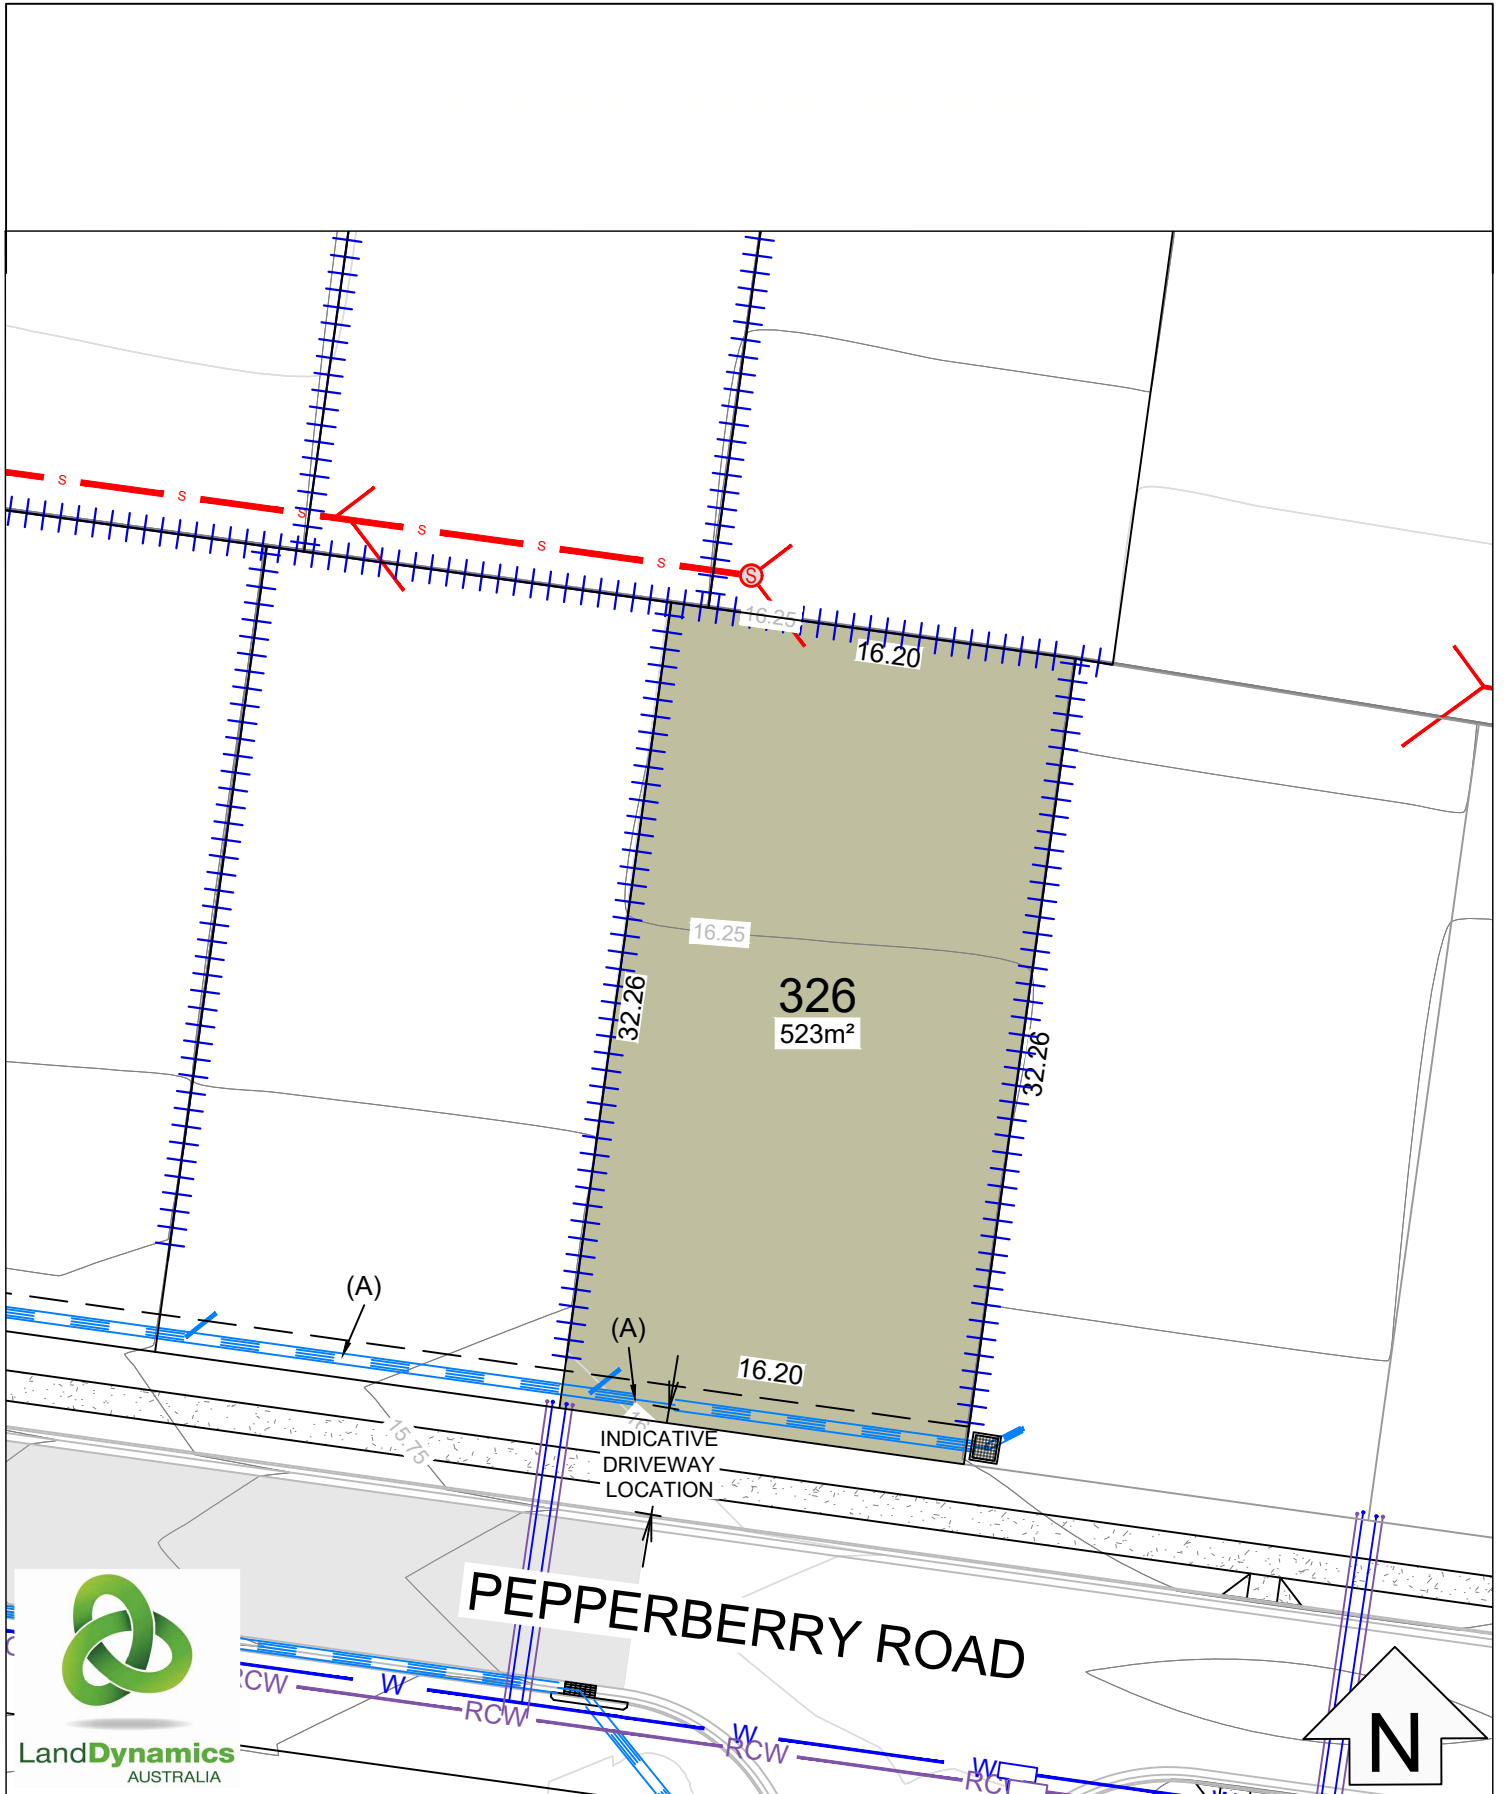 S
S
S
S
S
S
S
16.25
16.20
16.25
326
523m²
32.26
32.26
(A)
(A)
16.20
16
INDICATIVE
DRIVEWAY
LOCATION
15.75
PEPPERBERRY ROAD
RCW
W
RCW
W
RCW
W
N
LandDynamics
AUSTRALIA